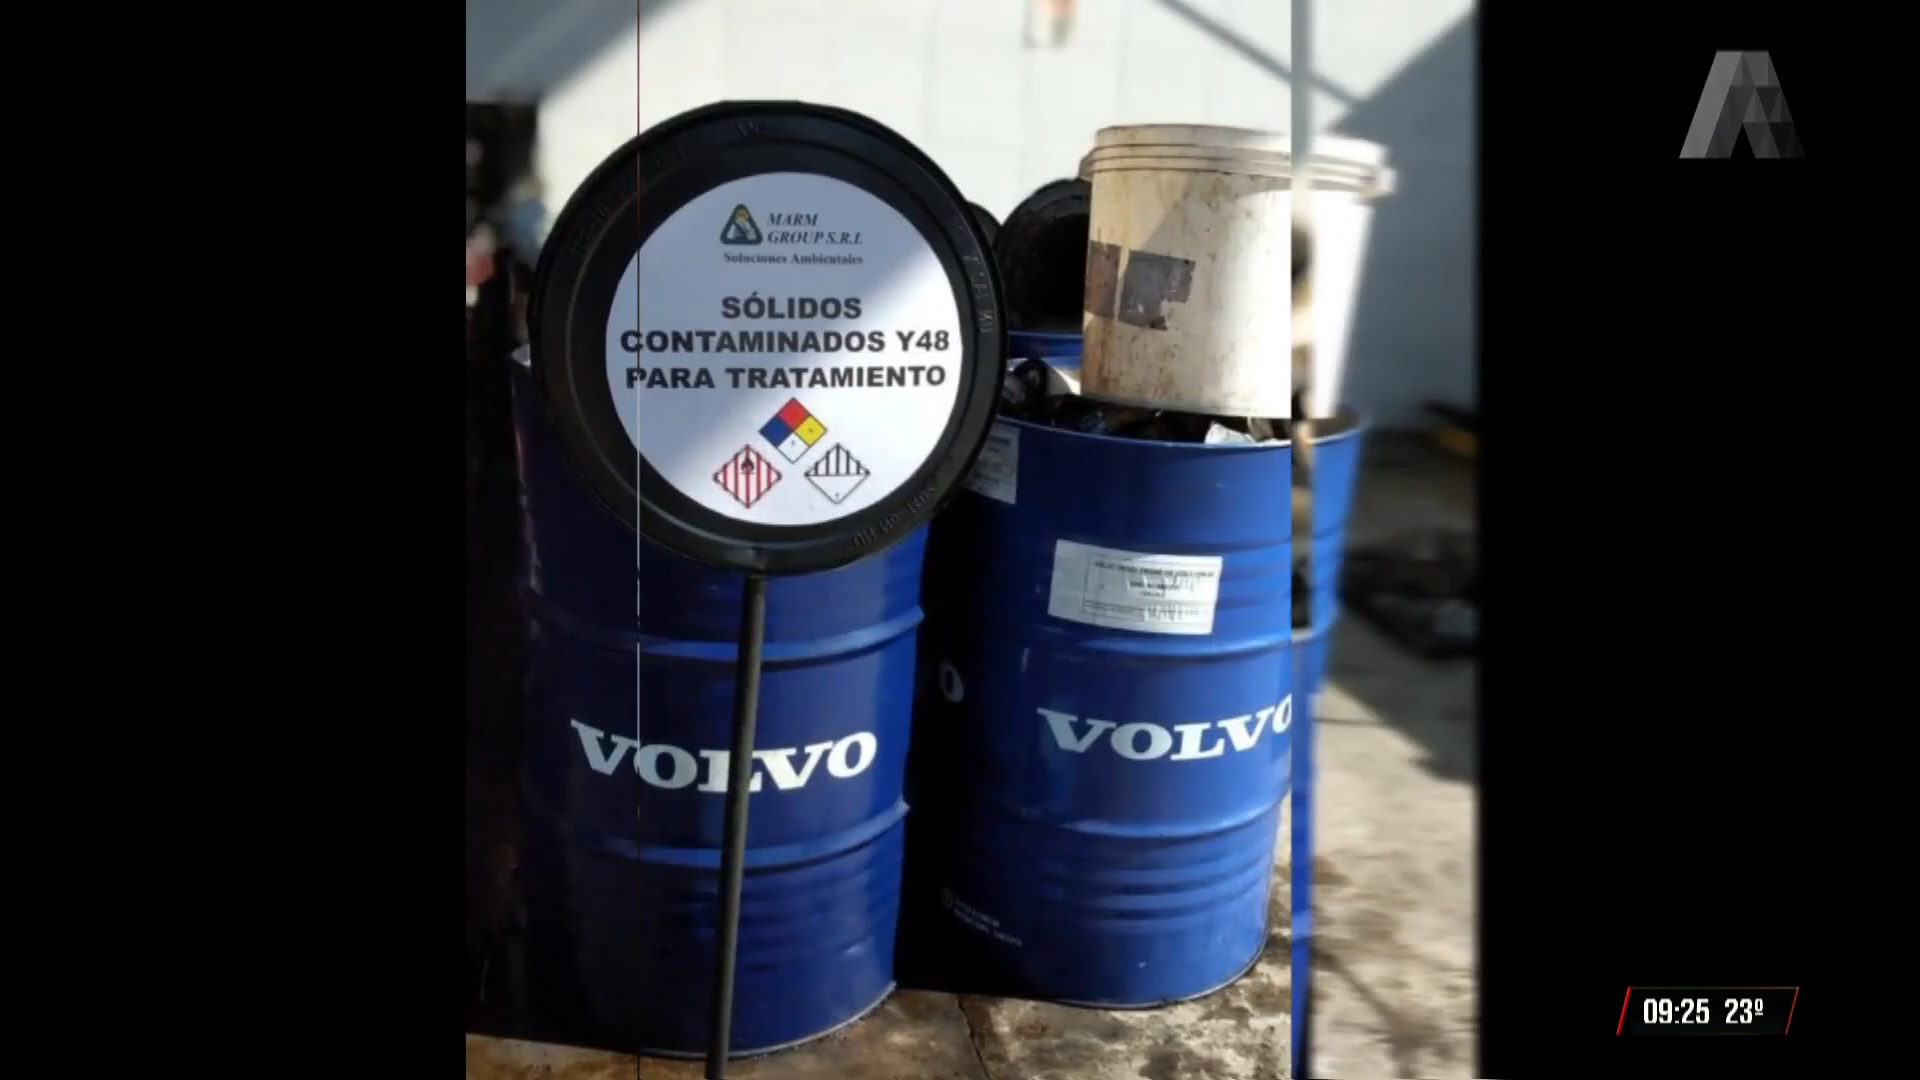 MARM
GROUP S.R.L
Soluciones Ambientales
SÓLIDOS
CONTAMINADOS Y48
PARA TRATAMIENTO
VOLVO
VOLVO
09:25 23º